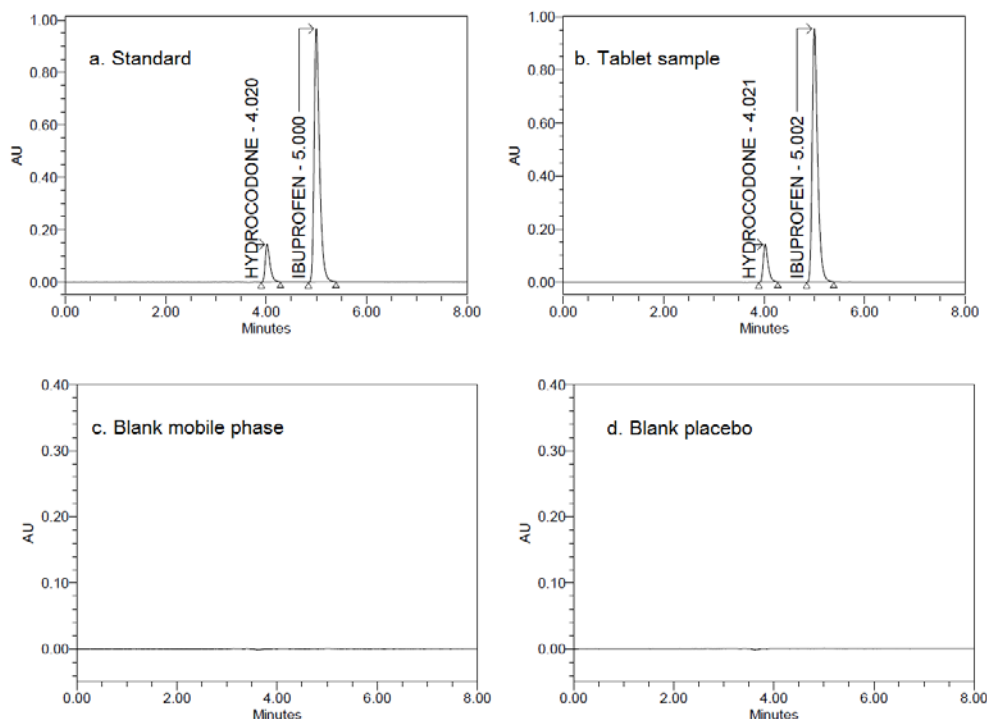 a. Standard
AU
1.00
0.80
0.60
0.40
0.20
0.00
HYDROCODONE - 4.020
IBUPROFEN - 5.000
0.00 2.00 4.00 6.00 8.00
Minutes
b. Tablet sample
AU
1.00
0.80
0.60
0.40
0.20
0.00
HYDROCODONE - 4.021
IBUPROFEN - 5.002
0.00 2.00 4.00 6.00 8.00
Minutes
c. Blank mobile phase
AU
0.40
0.30
0.20
0.10
0.00
0.00 2.00 4.00 6.00 8.00
Minutes
d. Blank placebo
AU
0.40
0.30
0.20
0.10
0.00
0.00 2.00 4.00 6.00 8.00
Minutes